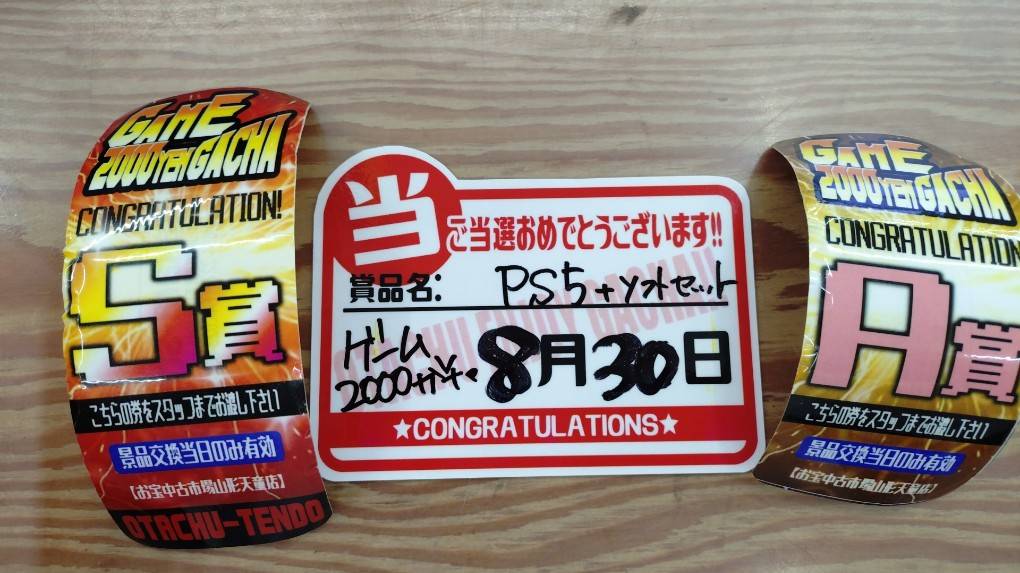 GAME
2000YEN GACHA
CONGRATULATION!
S賞
こちらの券をスタッフまでお渡し下さい
景品交換当日のみ有効
【お宝中古市場山形天童店】
OTACHU-TENDO
当
ご当選おめでとうございます!!
賞品名: PS5+ソフトセット
ゲーム
2000ガチャ
8月30日
★CONGRATULATIONS★
GAME
2000YEN GACHA
CONGRATULATION
A賞
こちらの券をスタッフまでお渡し下さい
景品交換当日のみ有効
【お宝中古市場山形天童店】